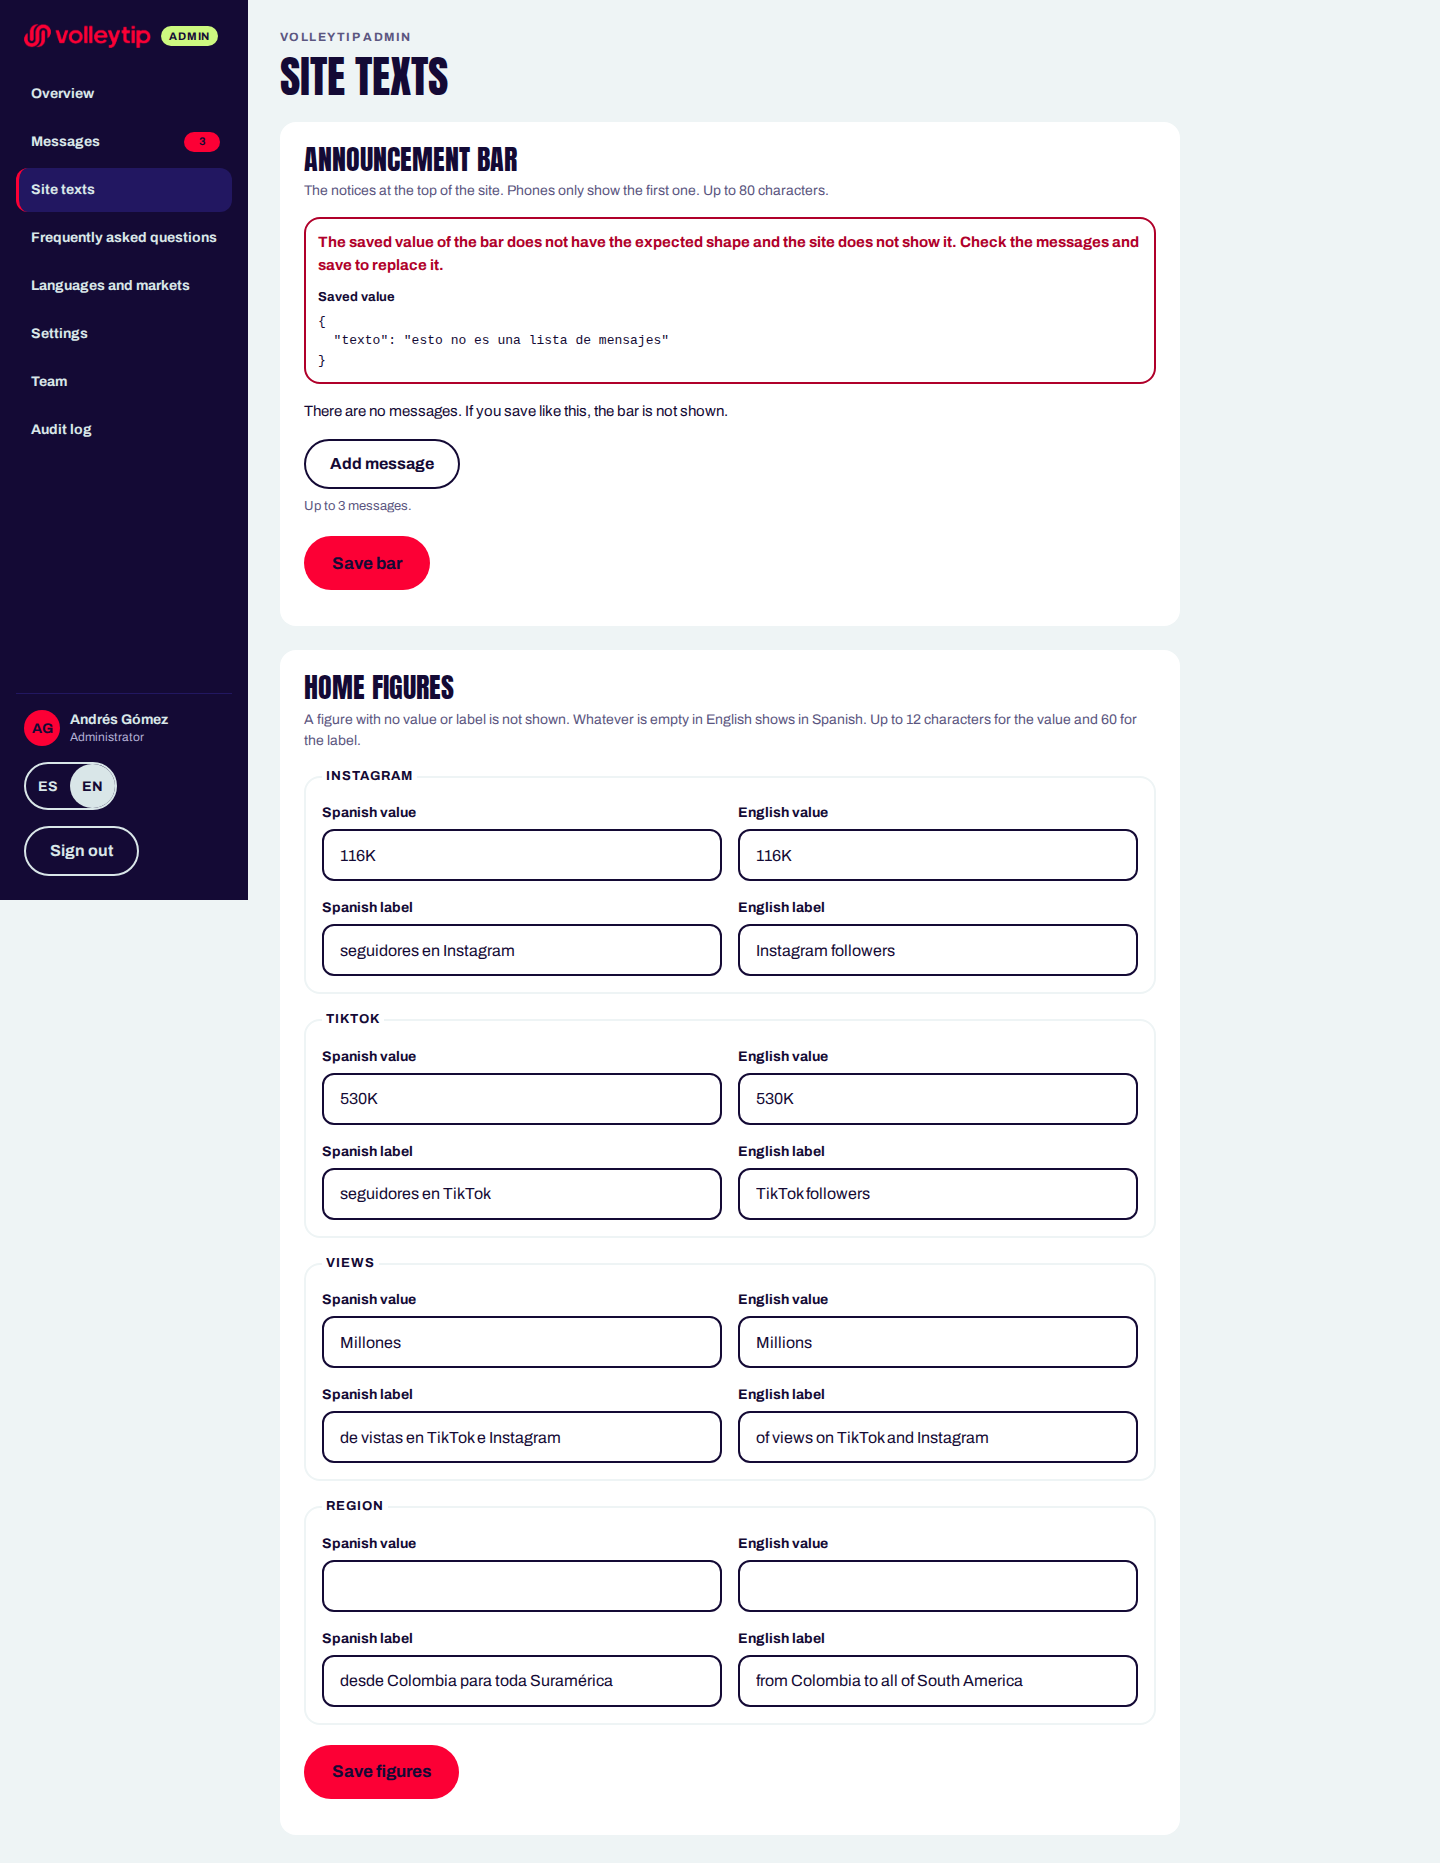 volleytip ADMIN
Overview
Messages 3
Site texts
Frequently asked questions
Languages and markets
Settings
Team
Audit log
AG Andrés Gómez
Administrator
ES EN
Sign out
VOLLEYTIP ADMIN
SITE TEXTS
ANNOUNCEMENT BAR
The notices at the top of the site. Phones only show the first one. Up to 80 characters.
The saved value of the bar does not have the expected shape and the site does not show it. Check the messages and
save to replace it.
Saved value
{
"texto": "esto no es una lista de mensajes"
}
There are no messages. If you save like this, the bar is not shown.
Add message
Up to 3 messages.
Save bar
HOME FIGURES
A figure with no value or label is not shown. Whatever is empty in English shows in Spanish. Up to 12 characters for the value and 60 for
the label.
INSTAGRAM
Spanish value English value
116K 116K
Spanish label English label
seguidores en Instagram Instagram followers
TIKTOK
Spanish value English value
530K 530K
Spanish label English label
seguidores en TikTok TikTok followers
VIEWS
Spanish value English value
Millones Millions
Spanish label English label
de vistas en TikTok e Instagram of views on TikTok and Instagram
REGION
Spanish value English value
Spanish label English label
desde Colombia para toda Suramérica from Colombia to all of South America
Save figures